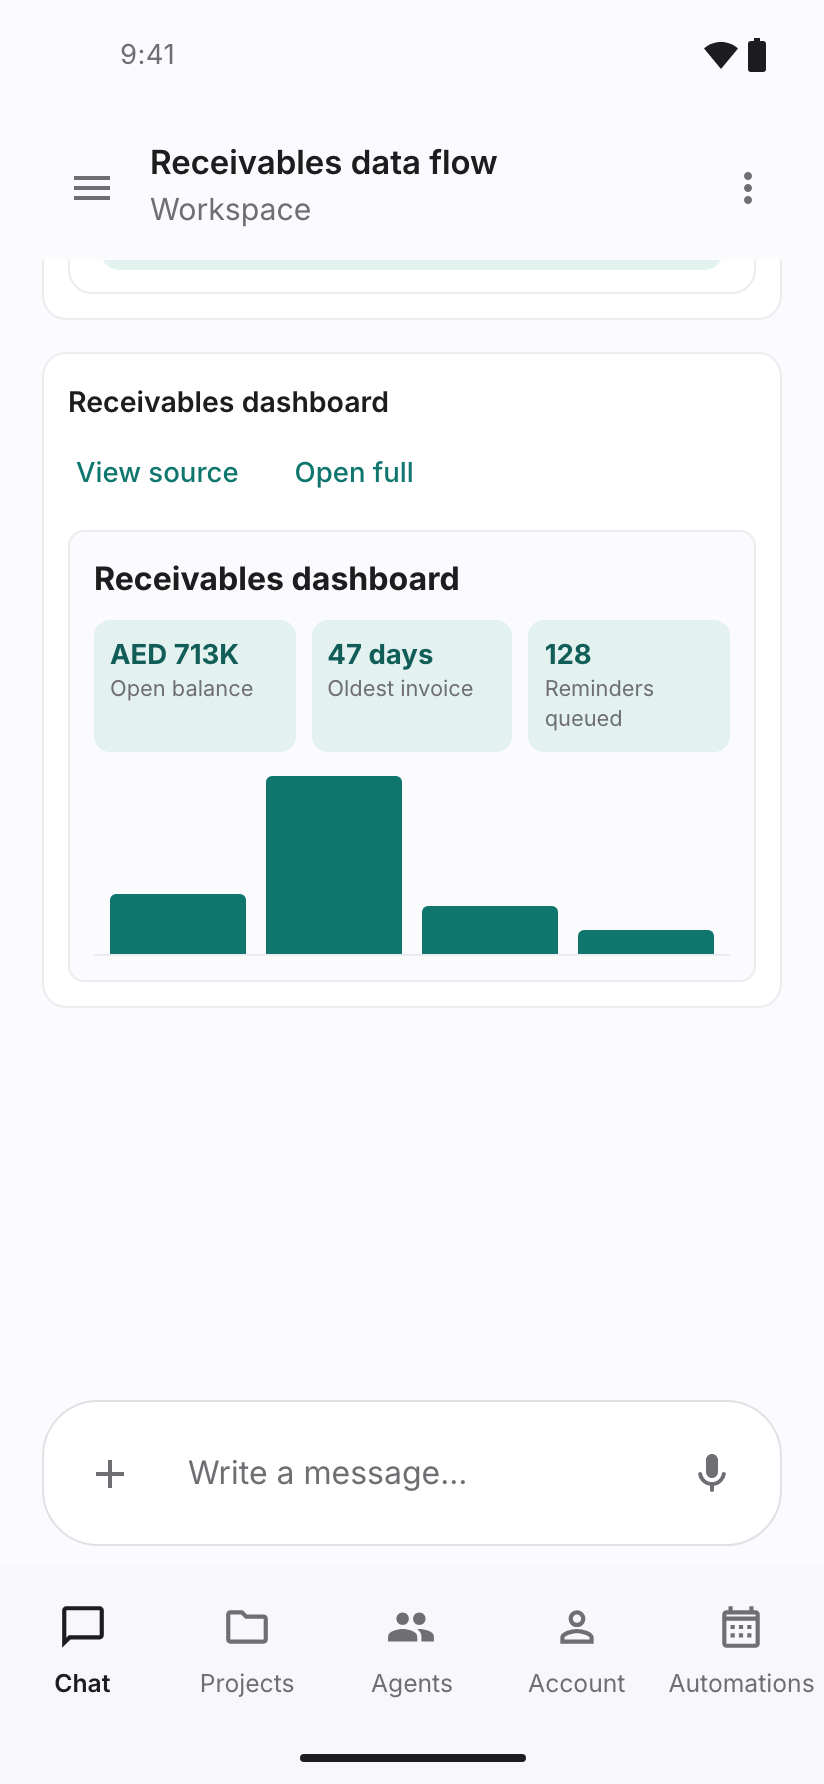 9:41
Receivables data flow
Workspace
Receivables dashboard
View source
Open full
Receivables dashboard
AED 713K
Open balance
47 days
Oldest invoice
128
Reminders
queued
Write a message...
Chat
Projects
Agents
Account
Automations